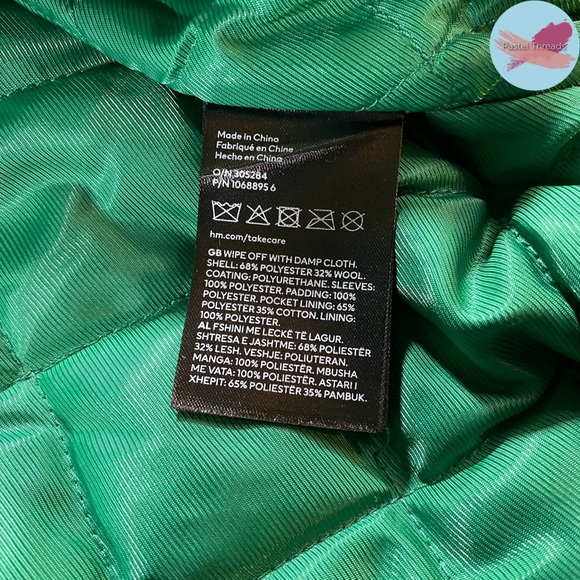 Pastel Threads
Made in China
Fabriqué en Chine
Hecho en China
O/N 305284
P/N 1068895 6
hm.com/takecare
GB WIPE OFF WITH DAMP CLOTH.
SHELL: 68% POLYESTER 32% WOOL.
COATING: POLYURETHANE. SLEEVES:
100% POLYESTER. PADDING: 100%
POLYESTER. POCKET LINING: 65%
POLYESTER 35% COTTON. LINING:
100% POLYESTER.
AL FSHINI ME LECKË TË LAGUR.
SHTRESA E JASHTME: 68% POLIESTËR
32% LESH. VESHJE: POLIUTERAN.
MANGA: 100% POLIESTËR. MBUSHA
ME VATA: 100% POLIESTËR. ASTARI I
XHEPIT: 65% POLIESTËR 35% PAMBUK.